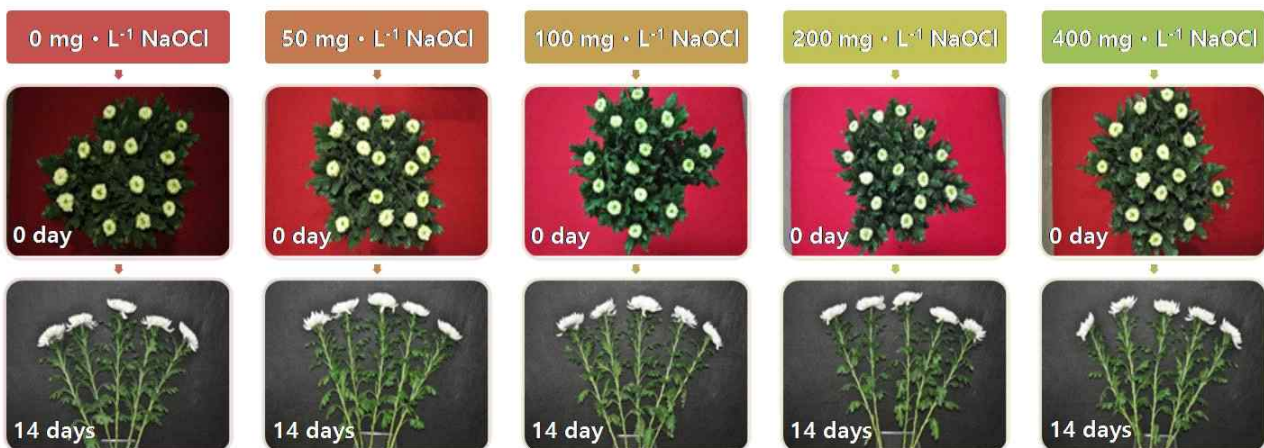 0 mg · L⁻¹ NaOCl
50 mg · L⁻¹ NaOCl
100 mg · L⁻¹ NaOCl
200 mg · L⁻¹ NaOCl
400 mg · L⁻¹ NaOCl
0 day
0 day
0 day
0 day
0 day
14 days
14 days
14 day
14 days
14 days